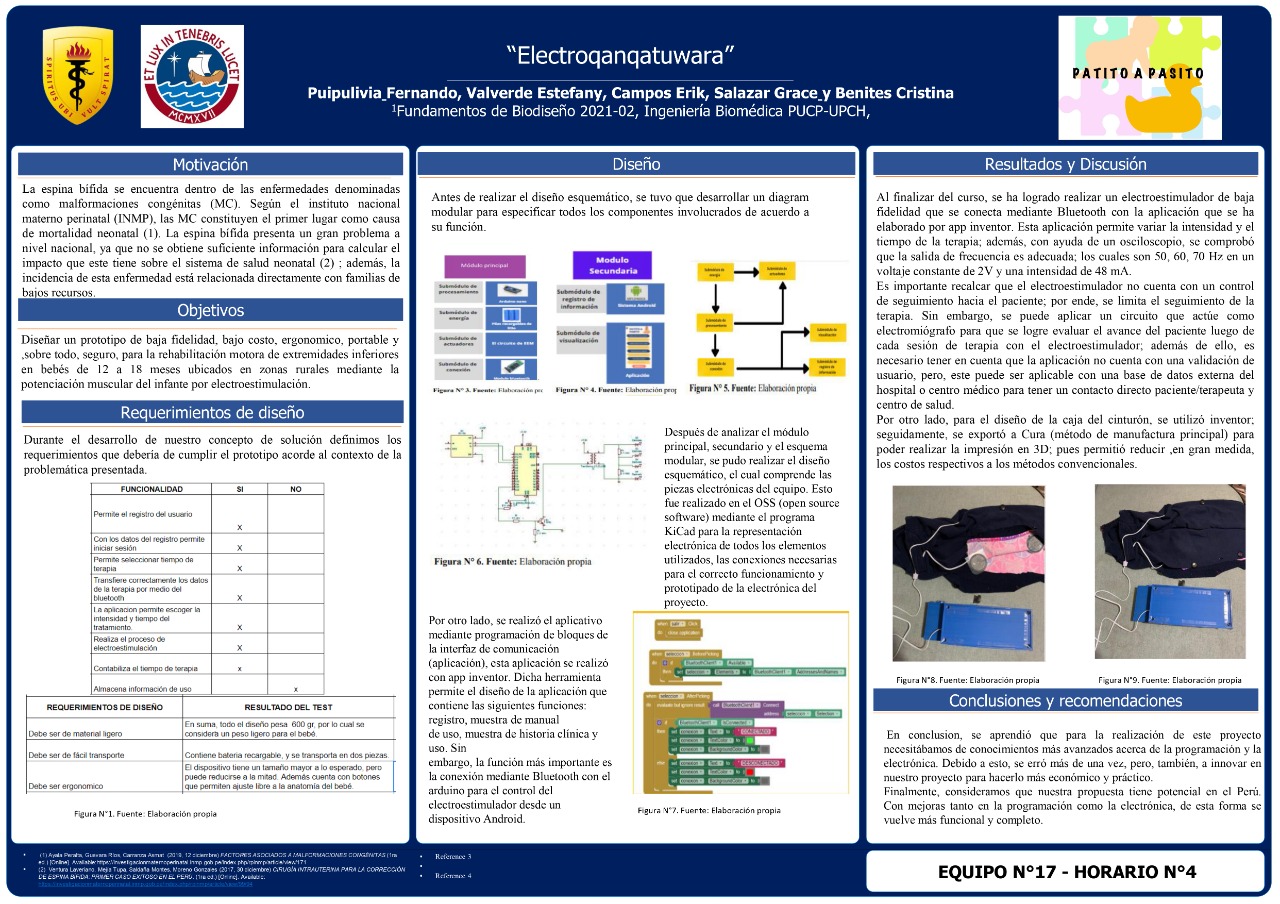 “Electroqanqatuwara”
Puipulivia Fernando, Valverde Estefany, Campos Erik, Salazar Grace y Benites Cristina
1Fundamentos de Biodiseño 2021-02, Ingeniería Biomédica PUCP-UPCH,
SPIRITUS UBI VULT SPIRAT
ET LUX IN TENEBRIS LUCET
MCMXVII
PATITO A PASITO
Motivación
La espina bífida se encuentra dentro de las enfermedades denominadas
como malformaciones congénitas (MC). Según el instituto nacional
materno perinatal (INMP), las MC constituyen el primer lugar como causa
de mortalidad neonatal (1). La espina bífida presenta un gran problema a
nivel nacional, ya que no se obtiene suficiente información para calcular el
impacto que este tiene sobre el sistema de salud neonatal (2) ; además, la
incidencia de esta enfermedad está relacionada directamente con familias de
bajos recursos.
Objetivos
Diseñar un prototipo de baja fidelidad, bajo costo, ergonomico, portable y
,sobre todo, seguro, para la rehabilitación motora de extremidades inferiores
en bebés de 12 a 18 meses ubicados en zonas rurales mediante la
potenciación muscular del infante por electroestimulación.
Requerimientos de diseño
Durante el desarrollo de nuestro concepto de solución definimos los
requerimientos que debería de cumplir el prototipo acorde al contexto de la
problemática presentada.
FUNCIONALIDAD SI NO
Permite el registro del usuario X
Con los datos del registro permite
iniciar sesión X
Permite seleccionar tiempo de
terapia X
Transfiere correctamente los datos
de la terapia por medio del
bluetooth X
La aplicacion permite escoger la
intensidad y tiempo del
tratamiento. X
Realiza el proceso de
electroestimulación X
Contabiliza el tiempo de terapia x
Almacena información de uso x
REQUERIMIENTOS DE DISEÑO RESULTADO DEL TEST
Debe ser de material ligero En suma, todo el diseño pesa 600 gr, por lo cual se
considera un peso ligero para el bebé.
Debe ser de fácil transporte Contiene bateria recargable, y se transporta en dos piezas.
Debe ser ergonomico El dispositivo tiene un tamaño mayor a lo esperado, pero
puede reducirse a la mitad. Además cuenta con botones
que permiten ajuste libre a la anatomía del bebé.
Figura N°1. Fuente: Elaboración propia
Diseño
Antes de realizar el diseño esquemático, se tuvo que desarrollar un diagram
modular para especificar todos los componentes involucrados de acuerdo a
su función.
Módulo principal
Submódulo de procesamiento
Submódulo de energía
Submódulo de actuadores
El circuito de EEM
Submódulo de conexión
Figura N° 3. Fuente: Elaboración
Modulo Secundaria
Submódulo de registro de información
Sistema Android
Submódulo de visualización
Aplicación
Figura N° 4. Fuente: Elaboración
Figura N° 5. Fuente: Elaboración propia
Figura N° 6. Fuente: Elaboración propia
Después de analizar el módulo
principal, secundario y el esquema
modular, se pudo realizar el diseño
esquemático, el cual comprende las
piezas electrónicas del equipo. Esto
fue realizado en el OSS (open source
software) mediante el programa
KiCad para la representación
electrónica de todos los elementos
utilizados, las conexiones necesarias
para el correcto funcionamiento y
prototipado de la electrónica del
proyecto.
Por otro lado, se realizó el aplicativo
mediante programación de bloques de
la interfaz de comunicación
(aplicación), esta aplicación se realizó
con app inventor. Dicha herramienta
permite el diseño de la aplicación que
contiene las siguientes funciones:
registro, muestra de manual
de uso, muestra de historia clínica y
uso. Sin
embargo, la función más importante es
la conexión mediante Bluetooth con el
arduino para el control del
electroestimulador desde un
dispositivo Android.
Figura N°7. Fuente: Elaboración propia
Resultados y Discusión
Al finalizar del curso, se ha logrado realizar un electroestimulador de baja
fidelidad que se conecta mediante Bluetooth con la aplicación que se ha
elaborado por app inventor. Esta aplicación permite variar la intensidad y el
tiempo de la terapia; además, con ayuda de un osciloscopio, se comprobó
que la salida de frecuencia es adecuada; los cuales son 50, 60, 70 Hz en un
voltaje constante de 2V y una intensidad de 48 mA.
Es importante recalcar que el electroestimulador no cuenta con un control
de seguimiento hacia el paciente; por ende, se limita el seguimiento de la
terapia. Sin embargo, se puede aplicar un circuito que actúe como
electromiógrafo para que se logre evaluar el avance del paciente luego de
cada sesión de terapia con el electroestimulador; además de ello, es
necesario tener en cuenta que la aplicación no cuenta con una validación de
usuario, pero, este puede ser aplicable con una base de datos externa del
hospital o centro médico para tener un contacto directo paciente/terapeuta y
centro de salud.
Por otro lado, para el diseño de la caja del cinturón, se utilizó inventor;
seguidamente, se exportó a Cura (método de manufactura principal) para
poder realizar la impresión en 3D; pues permitió reducir ,en gran medida,
los costos respectivos a los métodos convencionales.
Figura N°8. Fuente: Elaboración propia
Figura N°9. Fuente: Elaboración propia
Conclusiones y recomendaciones
En conclusion, se aprendió que para la realización de este proyecto
necesitábamos de conocimientos más avanzados acerca de la programación y la
electrónica. Debido a esto, se erró más de una vez, pero, también, a innovar en
nuestro proyecto para hacerlo más económico y práctico.
Finalmente, consideramos que nuestra propuesta tiene potencial en el Perú.
Con mejoras tanto en la programación como la electrónica, de esta forma se
vuelve más funcional y completo.
(1) Ayala Peralta, Guevara Ríos, Carranza Asmat (2019, 12 diciembre) FACTORES ASOCIADOS A MALFORMACIONES CONGÉNITAS (1ra
ed.) [Online]. Available:https://investigacionmaternoperinatal.inmp.gob.pe/index.php/rpinmp/article/view/171
(2) Ventura Laveriano, Mejia Tupa, Saldaña Montes, Moreno Gonzales (2017, 30 diciembre) CIRUGÍA INTRAUTERINA PARA LA CORRECCIÓN
DE ESPINA BÍFIDA: PRIMER CASO EXITOSO EN EL PERÚ. (1ra ed.) [Online]. Available:
Reference 3
Reference 4
EQUIPO N°17 - HORARIO N°4